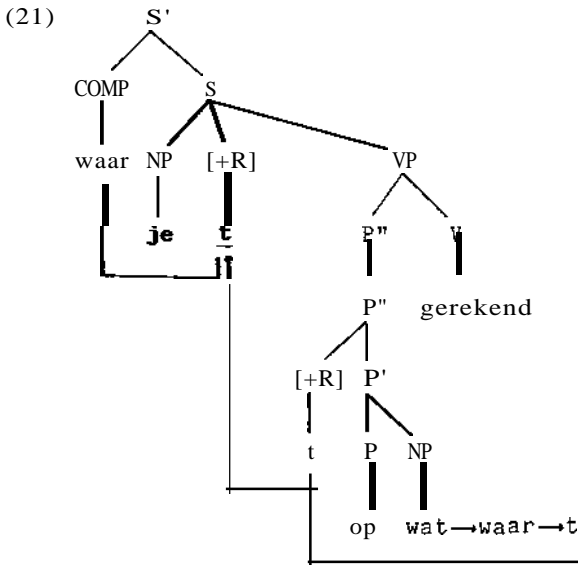 (21) S'
COMP S
waar NP [+R] VP
je t P" V
P" gerekend
[+R] P'
t P NP
op wat→waar→t